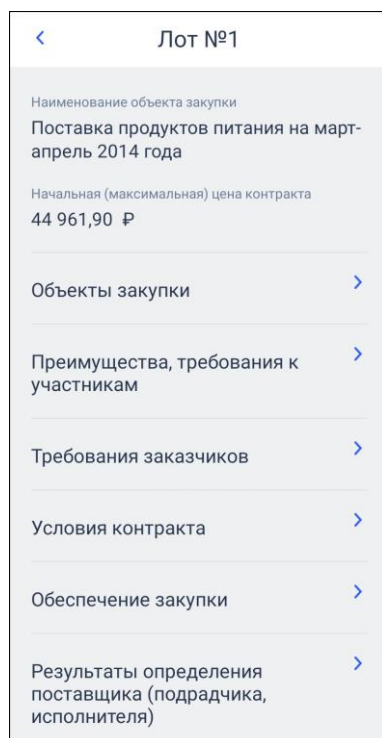 Лот №1
Наименование объекта закупки
Поставка продуктов питания на март-
апрель 2014 года
Начальная (максимальная) цена контракта
44 961,90 ₽
Объекты закупки
Преимущества, требования к
участникам
Требования заказчиков
Условия контракта
Обеспечение закупки
Результаты определения
поставщика (подрадчика,
исполнителя)